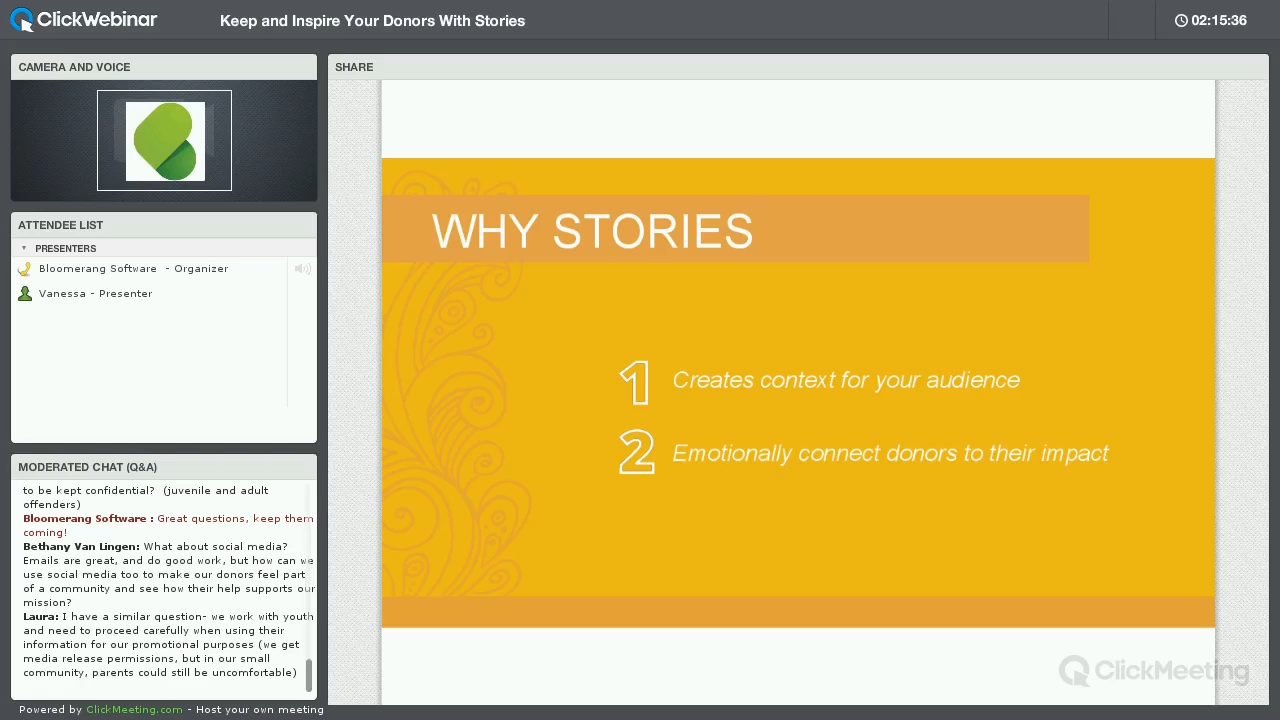 ClickWebinar
Keep and Inspire Your Donors With Stories
02:15:36
CAMERA AND VOICE
ATTENDEE LIST
PRESENTERS
Bloomerang Software - Organizer
Vanessa - Presenter
MODERATED CHAT (Q&A)
to be kept confidential? (juvenile and adult
offenders)
Bloomerang Software : Great questions, keep them
coming!
Bethany Van Lingen: What about social media?
Emails are great, and do good work, but how can we
use social media too to make our donors feel part
of a community and see how their help supports our
mission?
Laura: I have a similar question- we work with youth
and need to proceed carefully when using their
information for our promotional purposes (we get
media release permissions, but in our small
community, parents could still be uncomfortable)
Powered by ClickMeeting.com - Host your own meeting
SHARE
WHY STORIES
1 Creates context for your audience
2 Emotionally connect donors to their impact
ClickMeeting